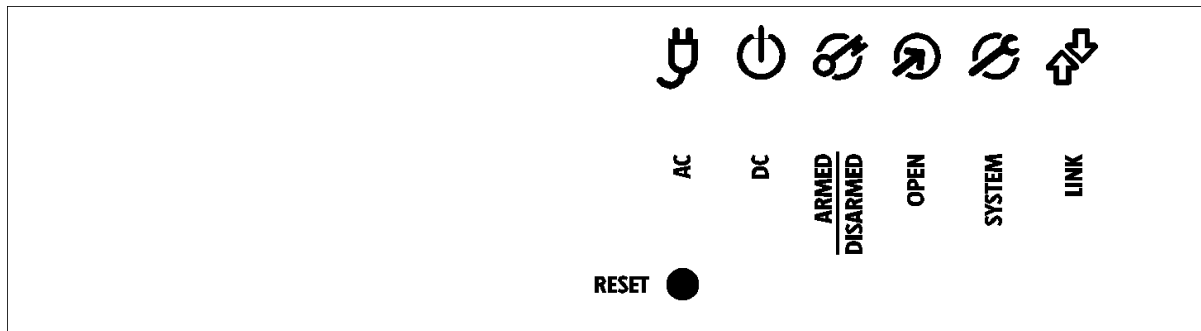 AC
DC
ARMED
DISARMED
OPEN
SYSTEM
LINK
RESET